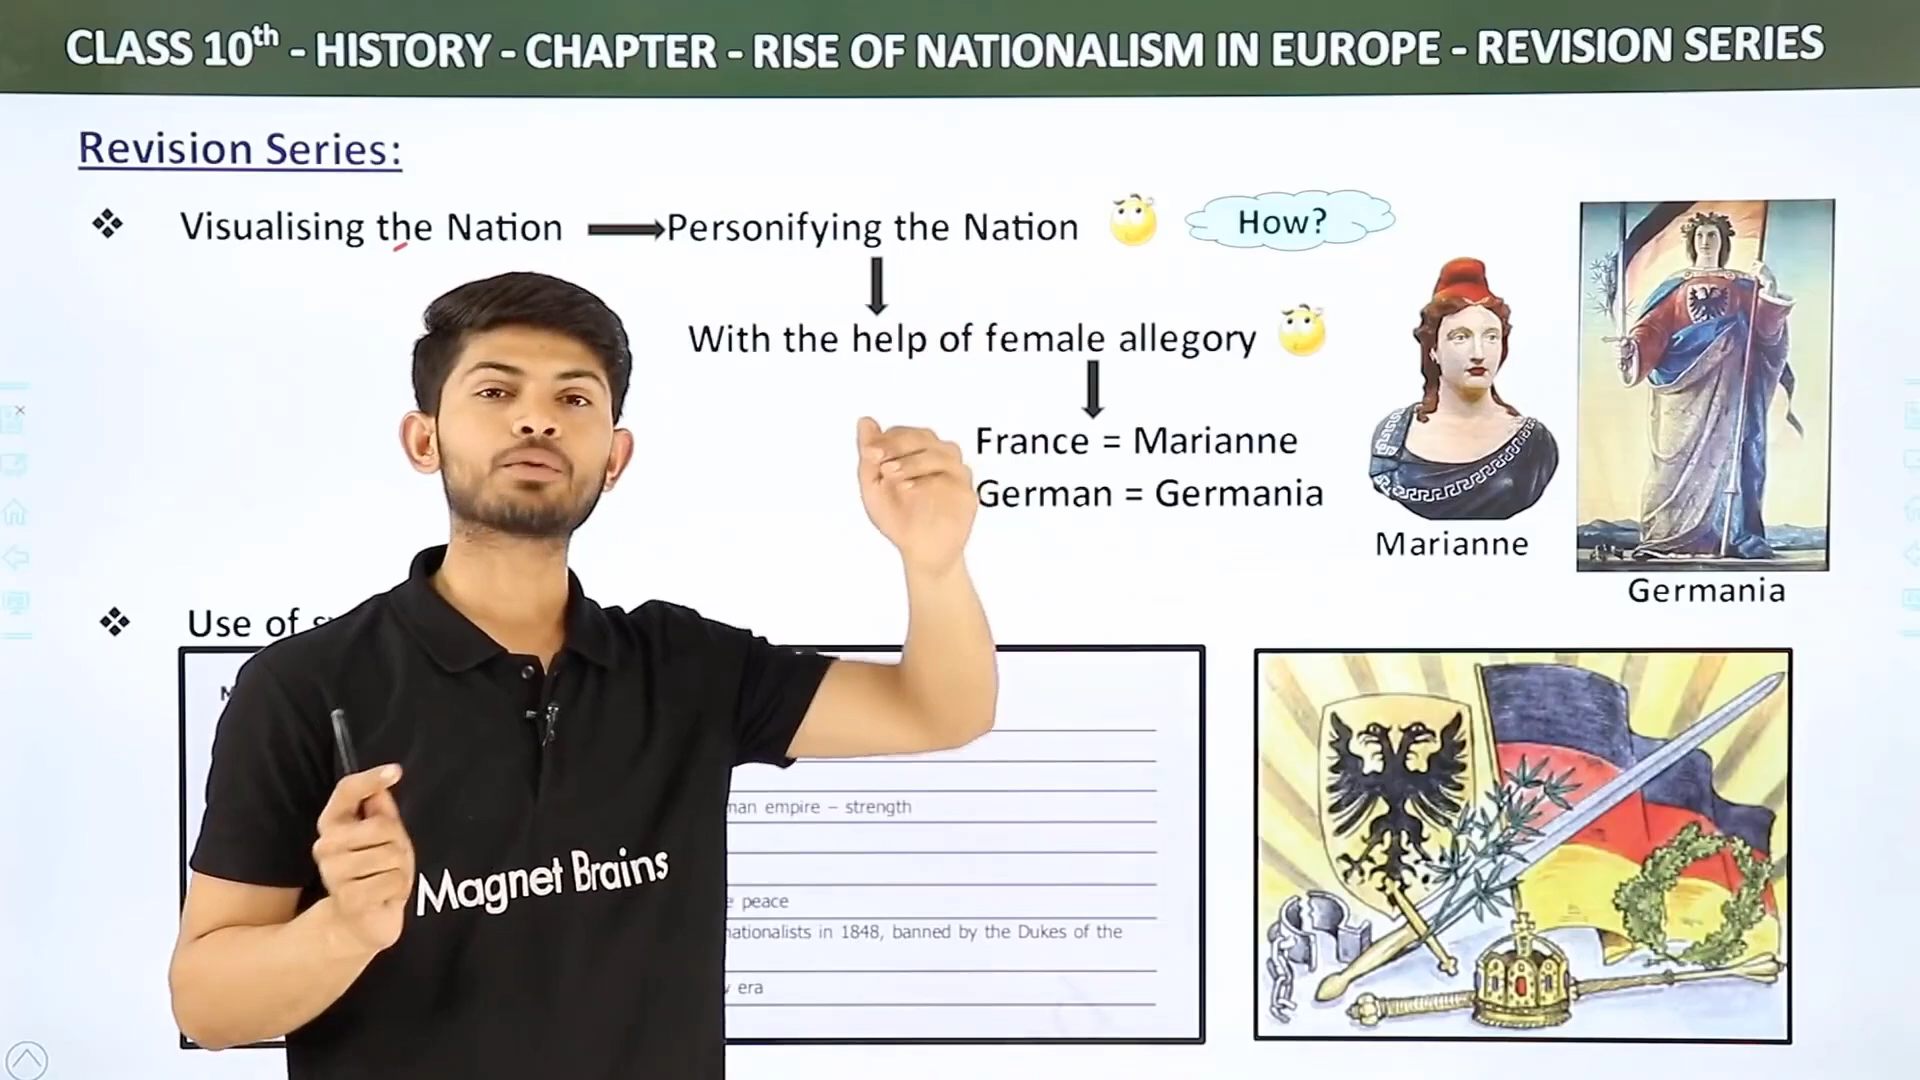 CLASS 10th - HISTORY - CHAPTER - RISE OF NATIONALISM IN EUROPE - REVISION SERIES
Revision Series:
❖ Visualising the Nation → Personifying the Nation How?
With the help of female allegory
France = Marianne
German = Germania
Marianne
Germania
❖ Use of
man empire – strength
peace
nationalists in 1848, banned by the Dukes of the
era
Magnet Brains